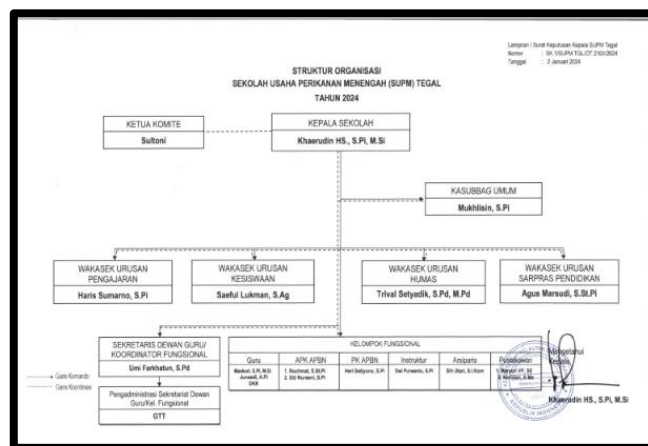 Lampiran I Surat Keputusan Kepala SUPM Tegal
Nomor :
Tanggal : 2 Januari 2024
STRUKTUR ORGANISASI
SEKOLAH USAHA PERIKANAN MENENGAH (SUPM) TEGAL
TAHUN 2024
KETUA KOMITE
Sultoni
KEPALA SEKOLAH
Khaerudin HS., S.Pi, M.Si
KASUBBAG UMUM
Mukhlisin, S.Pi
WAKASEK URUSAN
PENGAJARAN
Haris Sumarno, S.Pi
WAKASEK URUSAN
KESISWAAN
Saeful Lukman, S.Ag
WAKASEK URUSAN
HUMAS
Trival Setyadik, S.Pd, M.Pd
WAKASEK URUSAN
SARPRAS PENDIDIKAN
Agus Marsudi, S.St.Pi
SEKRETARIS DEWAN GURU/
KOORDINATOR FUNGSIONAL
Umi Farkhatun, S.Pd
Pengadministrasi Sekretariat Dewan
Guru/Kel. Fungsional
GTT
KELOMPOK FUNGSIONAL
Guru
APK APBN
PK APBN
Instruktur
Arsiparis
Pustakawan
Dkk
Garis Komando
Garis Koordinasi
Mengetahui
Kepala,
REPUBLIK INDONESIA
Khaerudin HS., S.Pi, M.Si